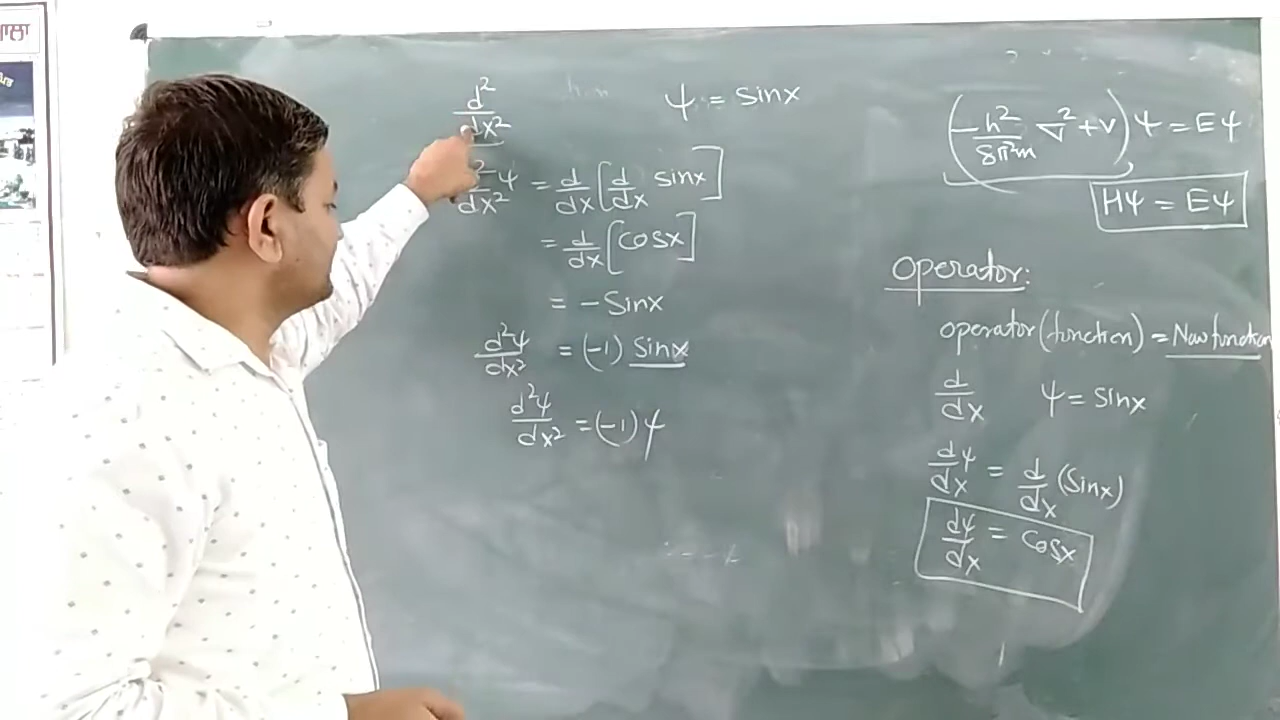 ਾਲਾ
d²/dx²
ψ = sinx
d²ψ/dx² = d/dx [d/dx sinx]
= d/dx [cosx]
= - Sinx
d²ψ/dx² = (-1) Sinx
d²ψ/dx² = (-1) ψ
(-h²/8π²m ∇² + V) ψ = Eψ
Hψ = Eψ
Operator:
operator (function) = New function
d/dx ψ = sinx
dψ/dx = d/dx (Sinx)
dψ/dx = Cosx